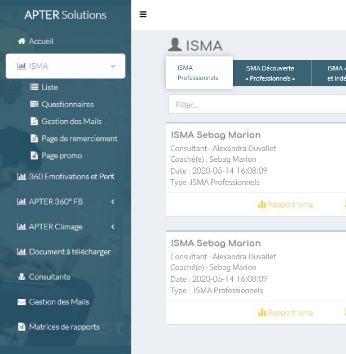 APTER Solutions
Accueil
ISMA
Liste
Questionnaires
Gestion des Mails
Page de remerciement
Page promo
360 Emotivations et Perf
APTER 360° FB
APTER Climage
Document à télécharger
Consultants
Gestion des Mails
Matrices de rapports
ISMA
ISMA
Professionnels
ISMA Découverte
« Professionnels »
ISMA «
et Indé
Filter...
ISMA Sebag Marion
Consultant : Alexandra Duvallet
Coaché(e) : Sebag Marion
Date : 2020-05-14 16:08:09
Type : ISMA Professionnels
Rapport Isma
ISMA Sebag Marion
Consultant : Alexandra Duvallet
Coaché(e) : Sebag Marion
Date : 2020-05-14 16:08:09
Type : ISMA Professionnels
Rapport Isma